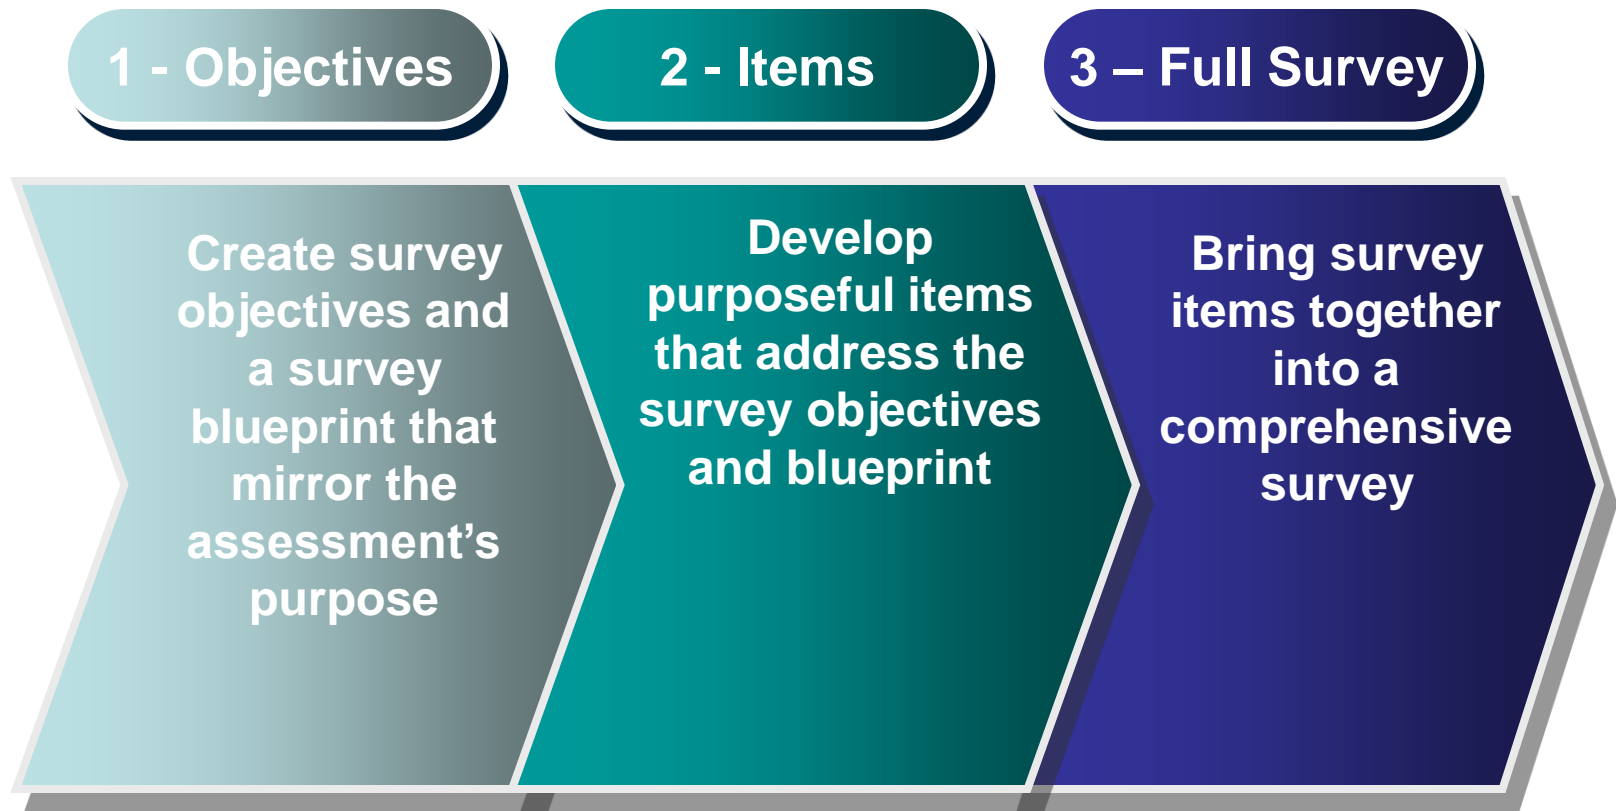 1 - Objectives
2 - Items
3 – Full Survey
Create survey
objectives and
a survey
blueprint that
mirror the
assessment’s
purpose
Develop
purposeful items
that address the
survey objectives
and blueprint
Bring survey
items together
into a
comprehensive
survey